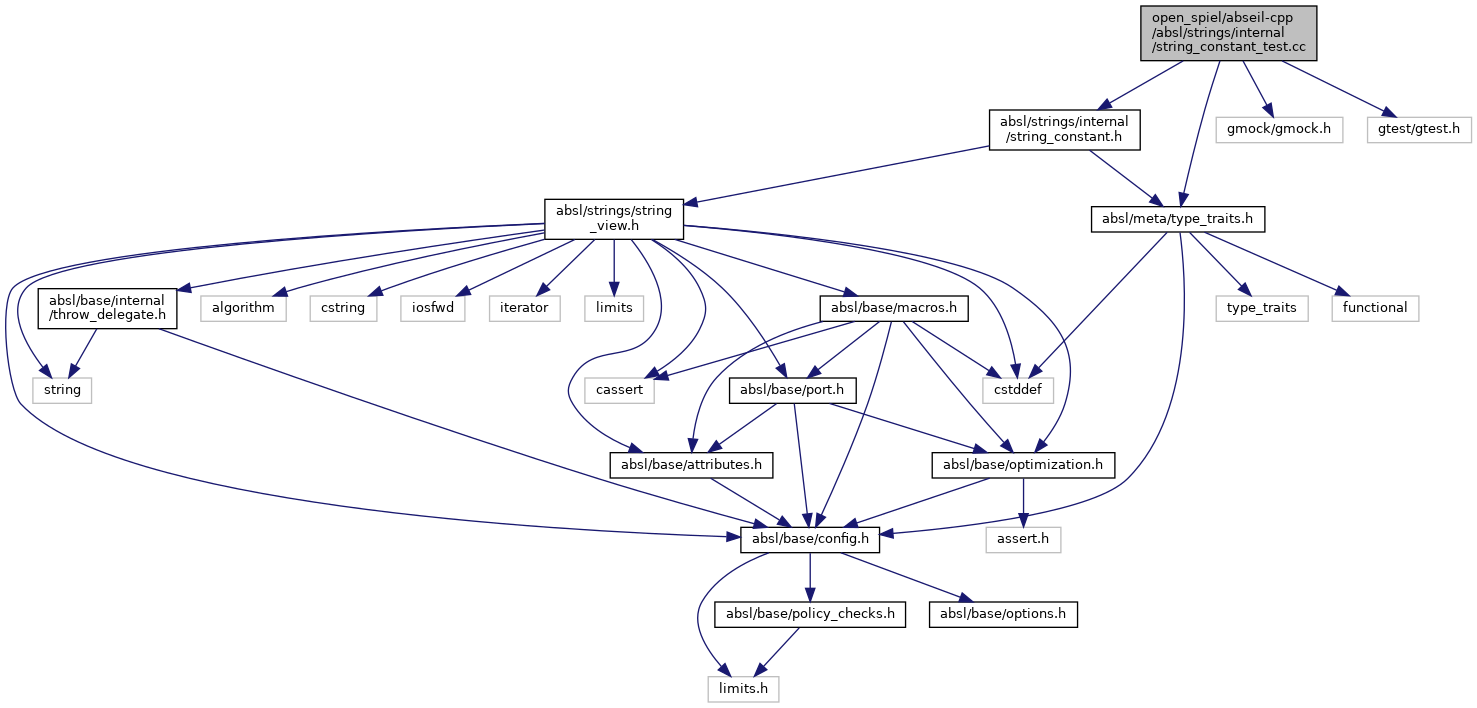 open_spiel/abseil-cpp
/absl/strings/internal
/string_constant_test.cc
absl/strings/internal
/string_constant.h
gmock/gmock.h
gtest/gtest.h
absl/strings/string
_view.h
absl/meta/type_traits.h
absl/base/internal
/throw_delegate.h
algorithm
cstring
iosfwd
iterator
limits
absl/base/macros.h
type_traits
functional
string
cassert
absl/base/port.h
cstddef
absl/base/attributes.h
absl/base/optimization.h
absl/base/config.h
assert.h
absl/base/policy_checks.h
absl/base/options.h
limits.h